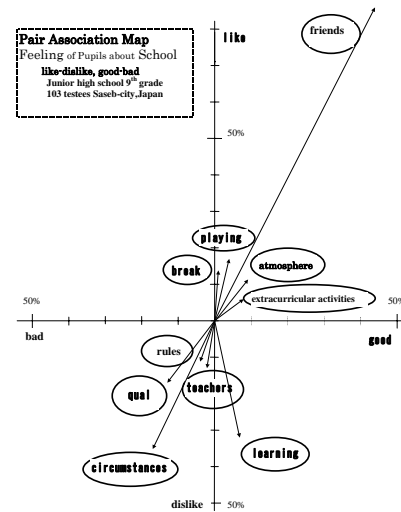 Pair Association Map
Feeling of Pupils about School
like-dislike, good-bad
Junior high school 9th grade
103 testees Saseb-city,Japan
like
friends
50%
playing
break
atmosphere
extracurricular activities
50%
50%
bad
good
rules
teachers
qual
learning
circumstances
dislike
50%